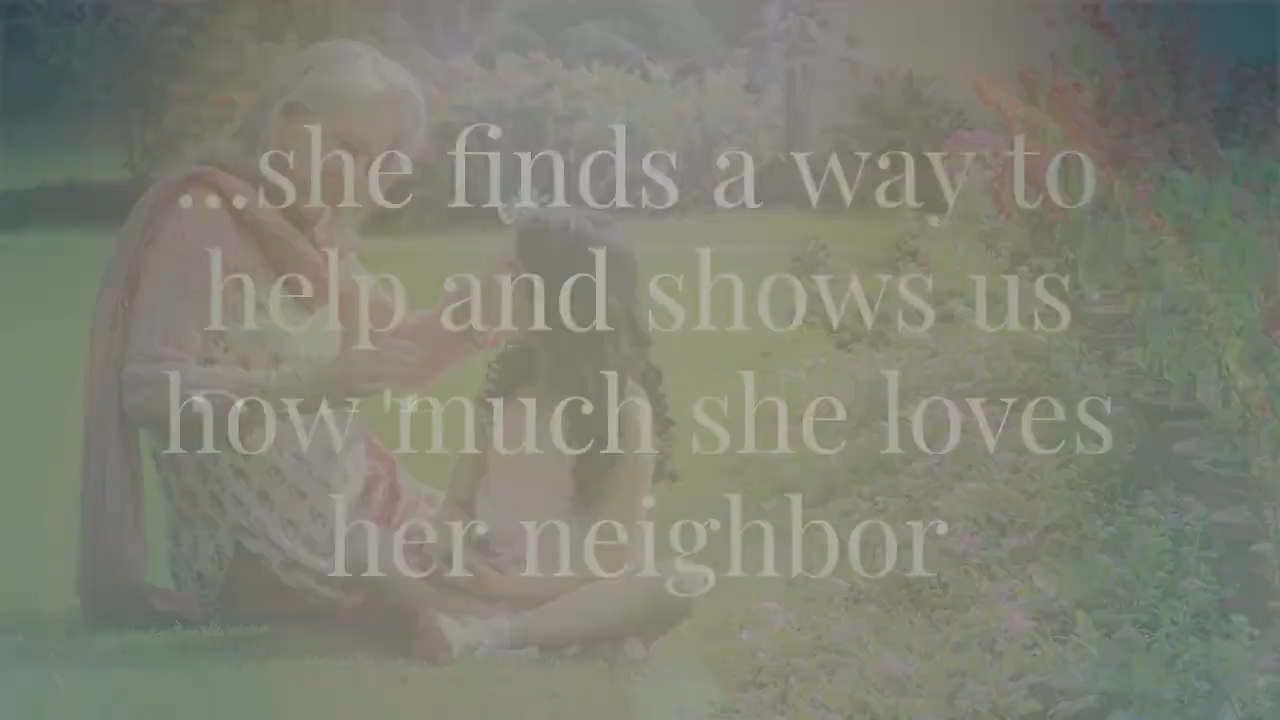 ...she finds a way to
help and shows us
how much she loves
her neighbor